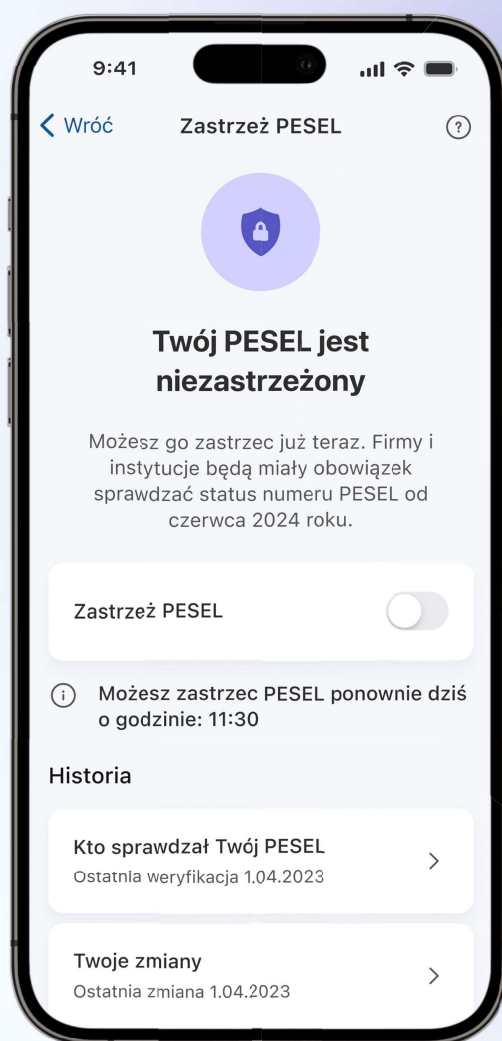 9:41
Wróć
Zastrzeż PESEL
?
Twój PESEL jest
niezastrzeżony
Możesz go zastrzec już teraz. Firmy i
instytucje będą miały obowiązek
sprawdzać status numeru PESEL od
czerwca 2024 roku.
Zastrzeż PESEL
i
Możesz zastrzec PESEL ponownie dziś
o godzinie: 11:30
Historia
Kto sprawdzał Twój PESEL
Ostatnia weryfikacja 1.04.2023
Twoje zmiany
Ostatnia zmiana 1.04.2023